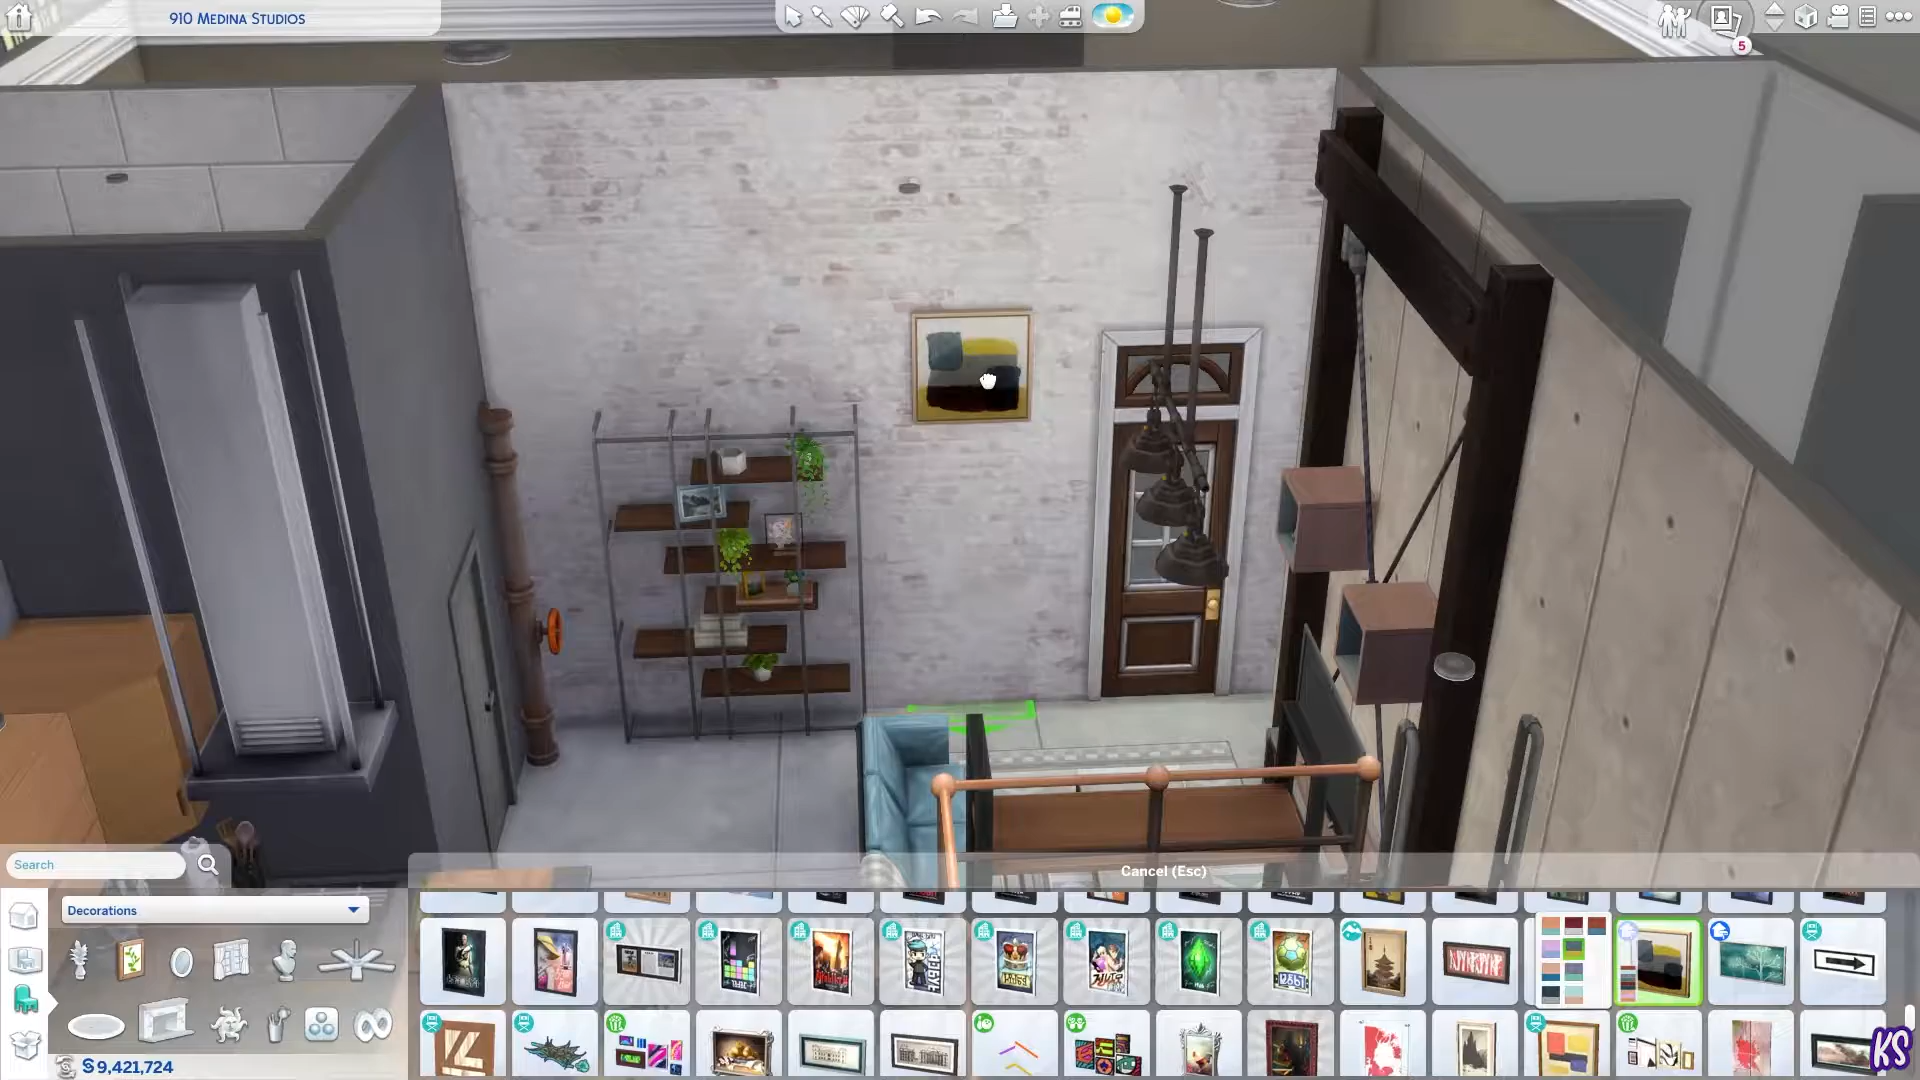 910 Medina Studios
5
Search
Cancel (Esc)
Decorations
§9,421,724
KS